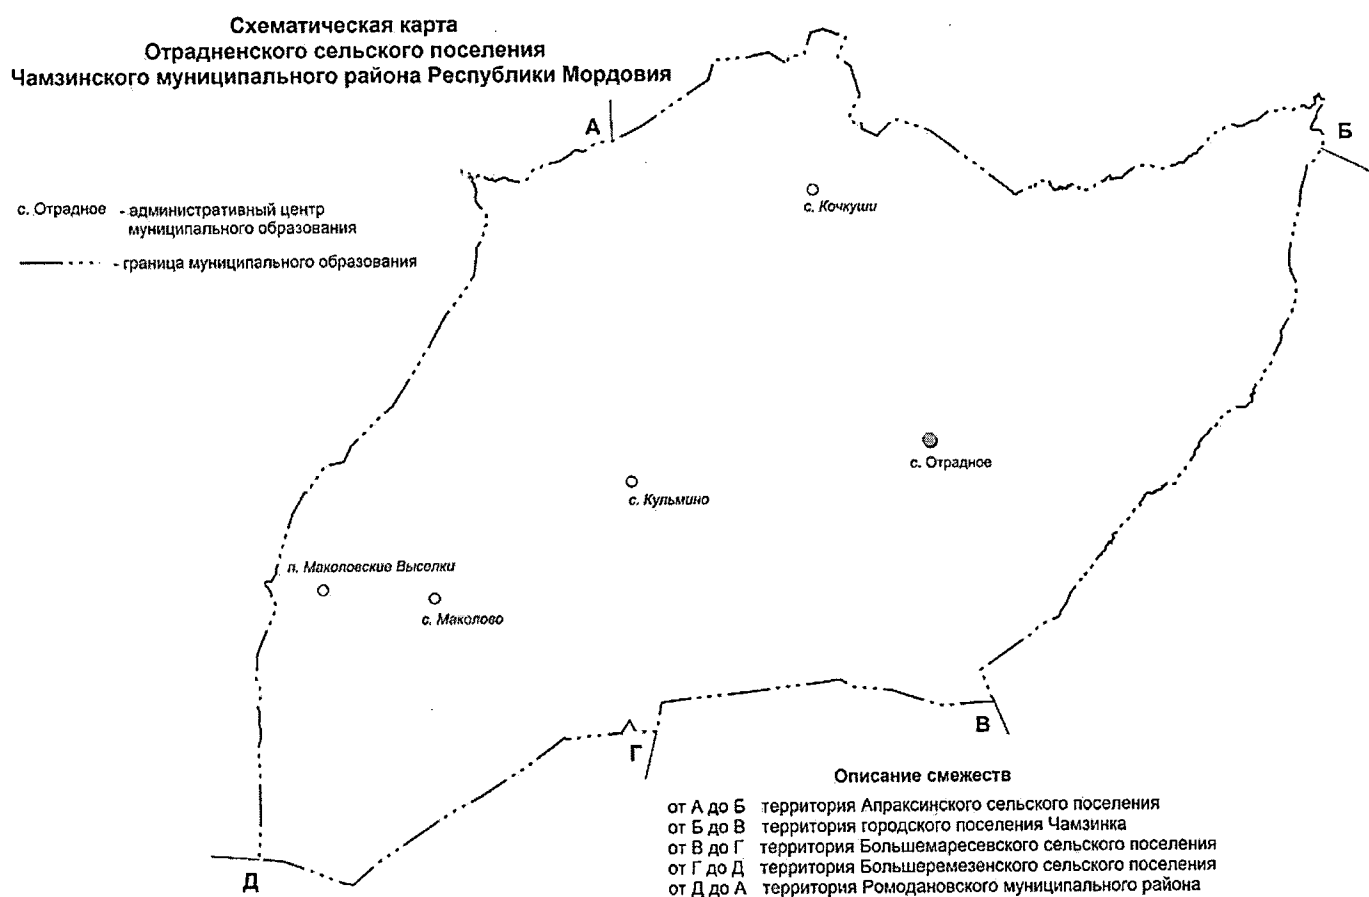 Схематическая карта
Отрадненского сельского поселения
Чамзинского муниципального района Республики Мордовия
А
Б
с. Отрадное - административный центр
муниципального образования
- граница муниципального образования
с. Кочкуши
с. Отрадное
с. Кульмино
п. Маколовские Выселки
с. Маколово
В
Г
Д
Описание смежеств
от А до Б территория Апраксинского сельского поселения
от Б до В территория городского поселения Чамзинка
от В до Г территория Большемаресевского сельского поселения
от Г до Д территория Большеремезенского сельского поселения
от Д до А территория Ромодановского муниципального района